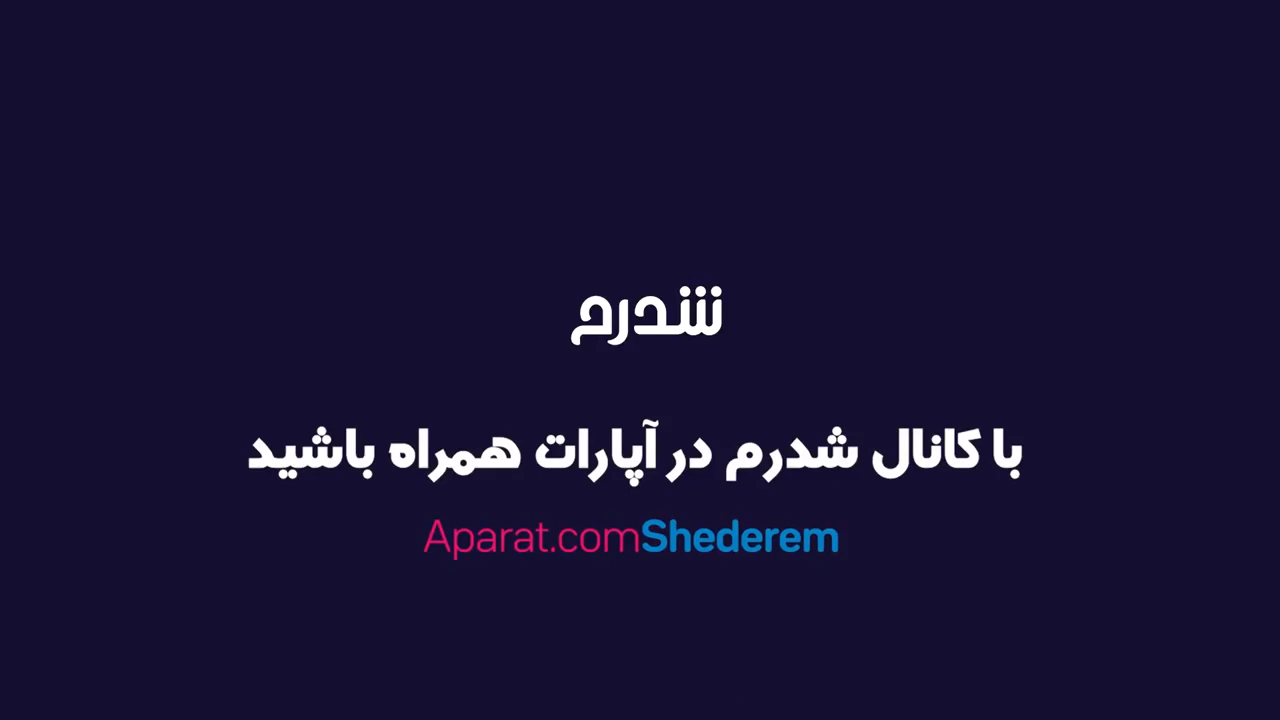 شدرم
با کانال شدرم در آپارات همراه باشید
Aparat.comShederem